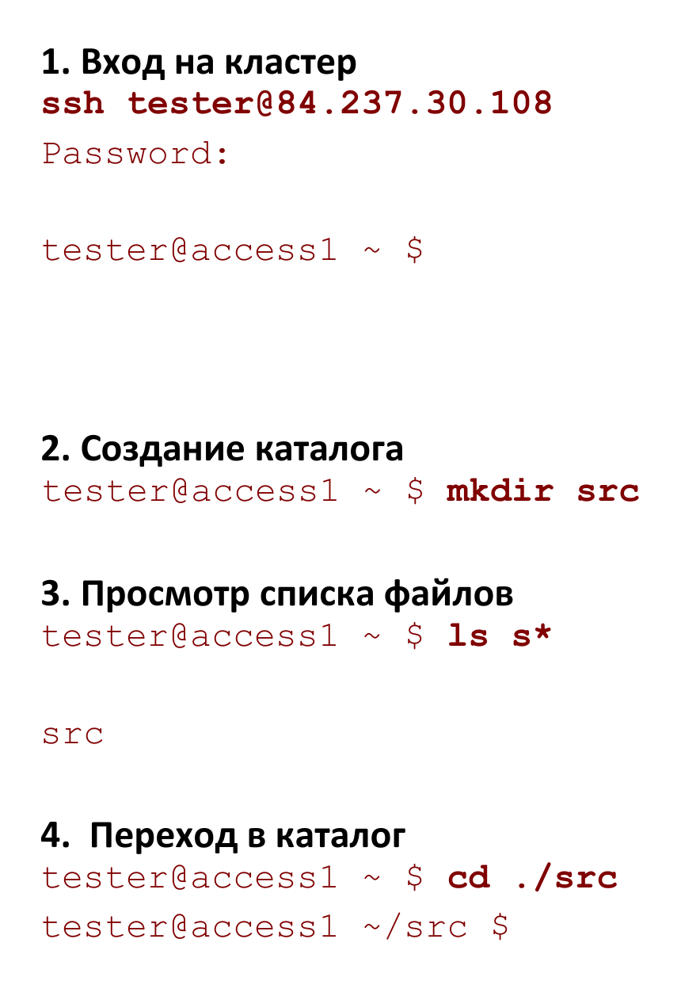 1. Вход на кластер
ssh tester@84.237.30.108
Password:
tester@access1 ~ $
2. Создание каталога
tester@access1 ~ $ mkdir src
3. Просмотр списка файлов
tester@access1 ~ $ ls s*
src
4. Переход в каталог
tester@access1 ~ $ cd ./src
tester@access1 ~/src $